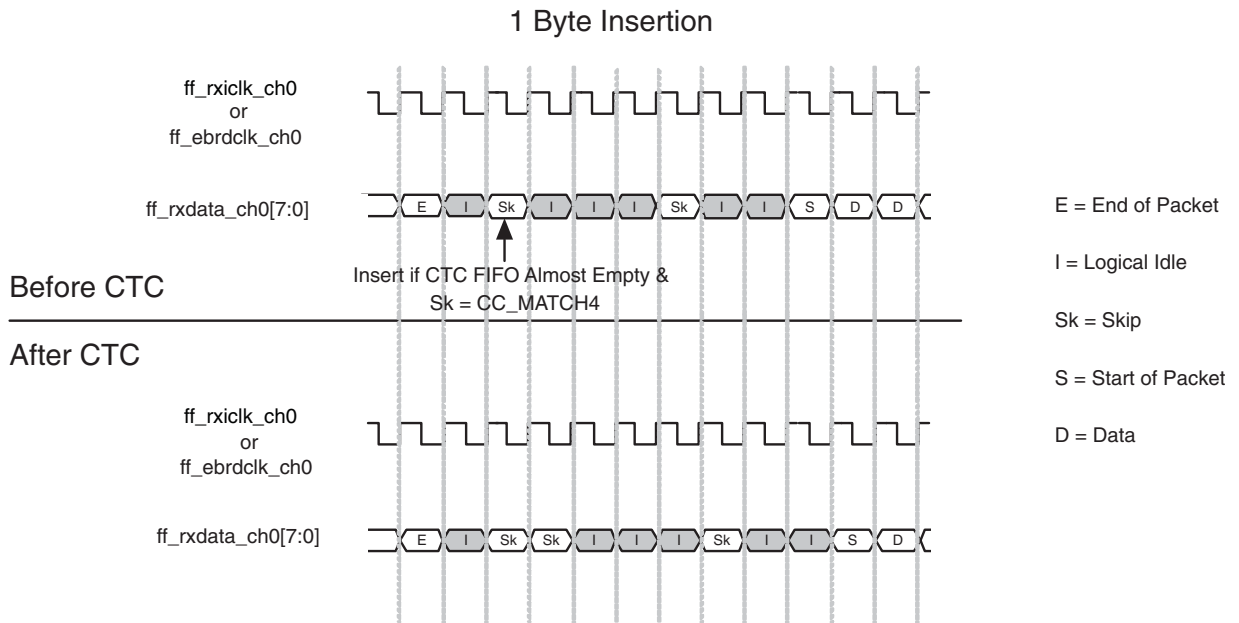 1 Byte Insertion
ff_rxiclk_ch0
or
ff_ebrdclk_ch0
ff_rxdata_ch0[7:0]
E I Sk I I I Sk I I S D D
Insert if CTC FIFO Almost Empty &
Sk = CC_MATCH4
Before CTC
After CTC
ff_rxiclk_ch0
or
ff_ebrdclk_ch0
ff_rxdata_ch0[7:0]
E I Sk Sk I I I Sk I I S D
E = End of Packet
I = Logical Idle
Sk = Skip
S = Start of Packet
D = Data